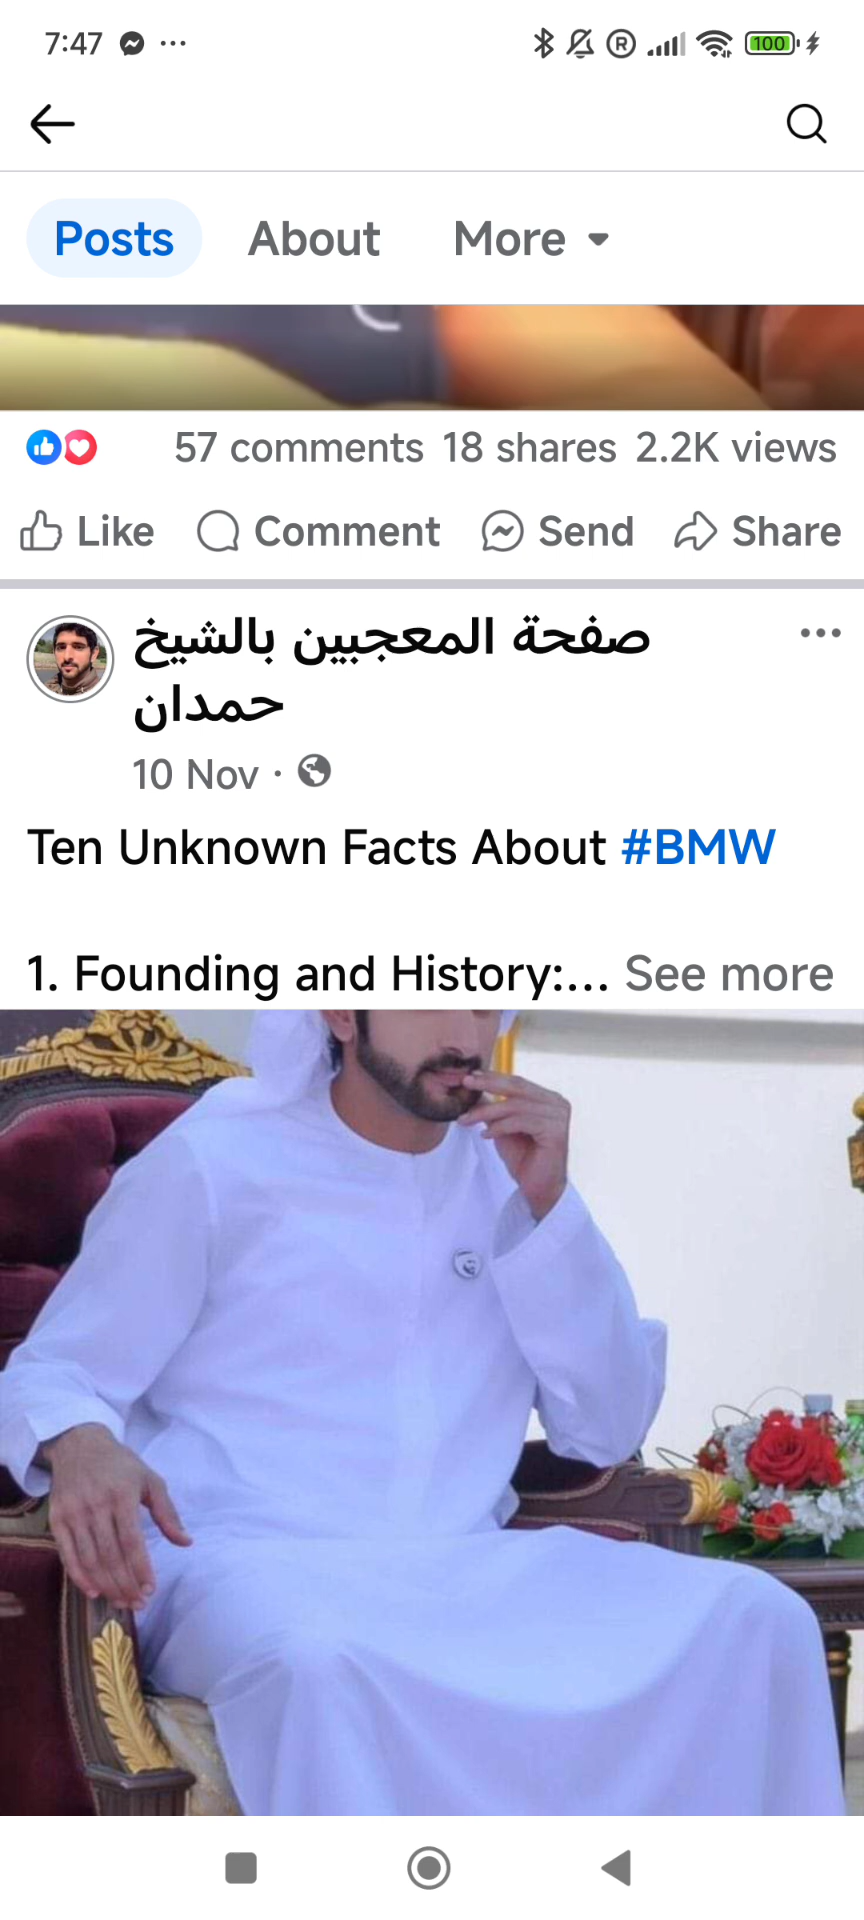 7:47
100
Posts About More
57 comments 18 shares 2.2K views
Like Comment Send Share
صفحة المعجبين بالشيخ
حمدان
10 Nov ·
Ten Unknown Facts About #BMW
1. Founding and History:... See more